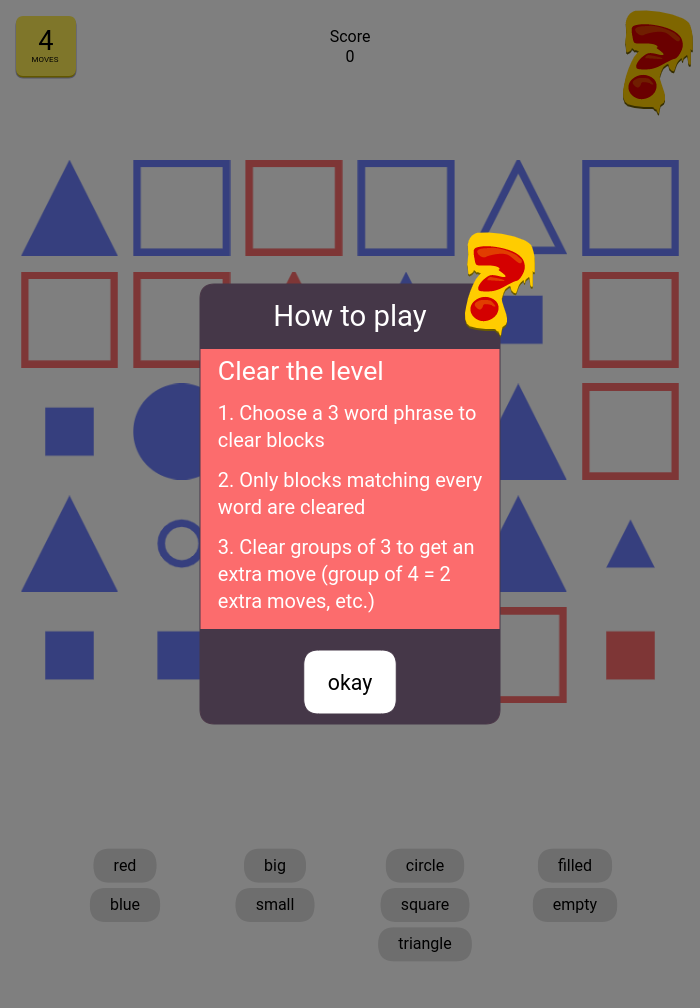 4
MOVES
Score
0
How to play
Clear the level
1. Choose a 3 word phrase to
clear blocks
2. Only blocks matching every
word are cleared
3. Clear groups of 3 to get an
extra move (group of 4 = 2
extra moves, etc.)
okay
red big circle filled
blue small square empty
triangle